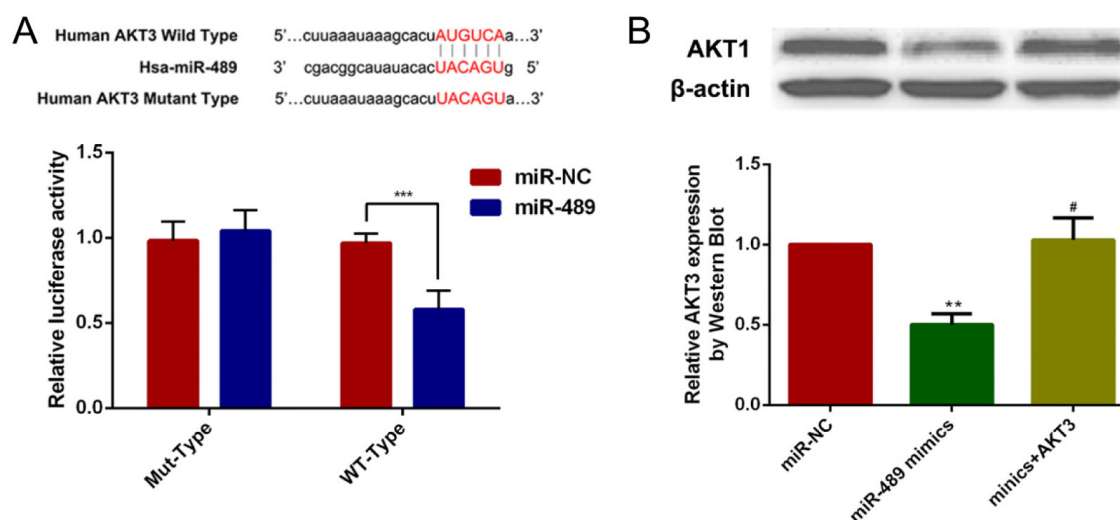 A
Human AKT3 Wild Type 5’...cuuaaauaaagcacuAUGUCAa...3’
Hsa-miR-489 3’ cgacggcauauacacUACAGUg 5’
Human AKT3 Mutant Type 5’...cuuaaauaaagcacuUACAGUa...3’
Relative luciferase activity
1.5
1.0
0.5
0.0
***
miR-NC
miR-489
Mut-Type
WT-Type
B
AKT1
β-actin
Relative AKT3 expression
by Western Blot
1.5
1.0
0.5
0.0
**
#
miR-NC
miR-489 mimics
minics+AKT3